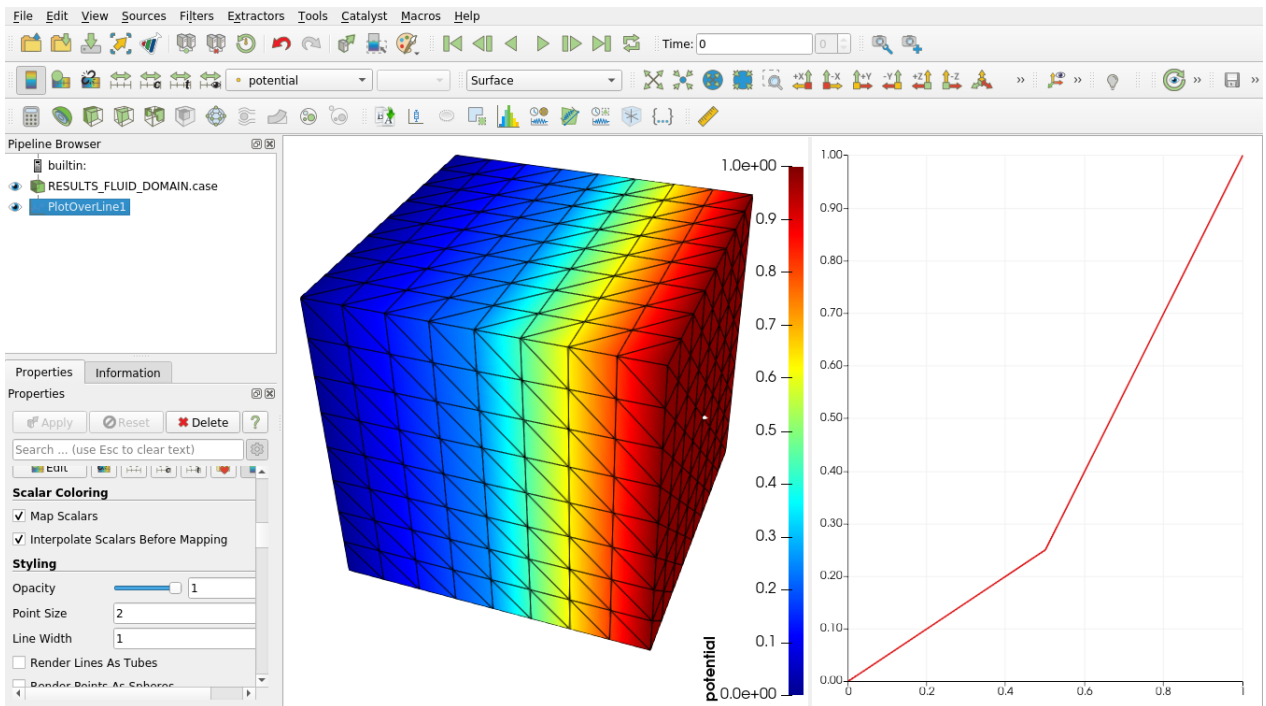 File Edit View Sources Filters Extractors Tools Catalyst Macros Help
Time: 0 0
potential Surface +X -X +Y -Y +Z -Z » » » »
Pipeline Browser
builtin:
RESULTS_FLUID_DOMAIN.case
PlotOverLine1
Properties Information
Properties
Apply Reset Delete ?
Search ... (use Esc to clear text)
Edit
Scalar Coloring
Map Scalars
Interpolate Scalars Before Mapping
Styling
Opacity 1
Point Size 2
Line Width 1
Render Lines As Tubes
Render Points As Spheres
1.0e+00
0.9
0.8
0.7
0.6
0.5
0.4
0.3
0.2
0.1
0.0e+00
potential
1.00
0.90
0.80
0.70
0.60
0.50
0.40
0.30
0.20
0.10
0.00
0 0.2 0.4 0.6 0.8 1